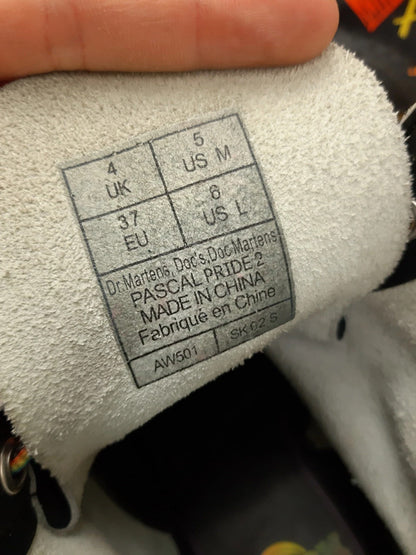 4 5
UK US M
37 6
EU US L
Dr.Martens, Doc's, Doc Martens
PASCAL PRIDE 2
MADE IN CHINA
Fabriqué en Chine
AW501 SK 02 S